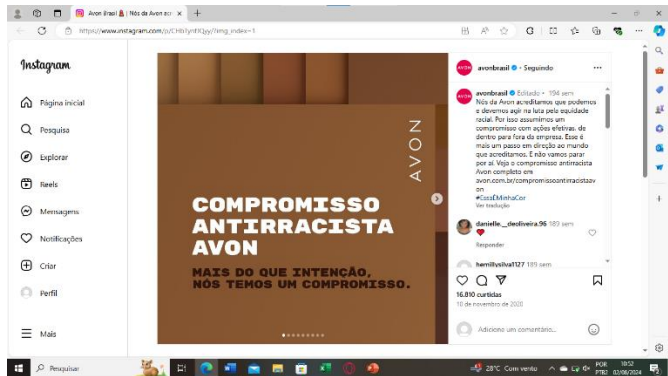 Avon Brasil
Nós da Avon
https://www.instagram.com/p/
?img_index=1
Instagram
Página inicial
Pesquisa
Explorar
Reels
Mensagens
Notificações
Criar
Perfil
Mais
AVON
COMPROMISSO
ANTIRRACISTA
AVON
MAIS DO QUE INTENÇÃO,
NÓS TEMOS UM COMPROMISSO.
avonbrasil • Seguindo
avonbrasil Editado • 194 sem
Nós da Avon acreditamos que podemos
e devemos agir na luta pela equidade
racial. Por isso assumimos um
compromisso com ações efetivas, de
dentro para fora da empresa. Esse é
mais um passo em direção ao mundo
que acreditamos. E não vamos parar
por aí. Veja o compromisso antirracista
Avon completo em
avon.com.br/compromissoantirracistaav
on
#EssaÉMinhaCor
Ver tradução
danielle._deoliveira.96 189 sem
Responder
hemillysilva1127 189 sem
16.810 curtidas
10 de novembro de 2020
Adicione um comentário...
Pesquisar
28°C Com vento
POR
PTB2
10:52
02/08/2024